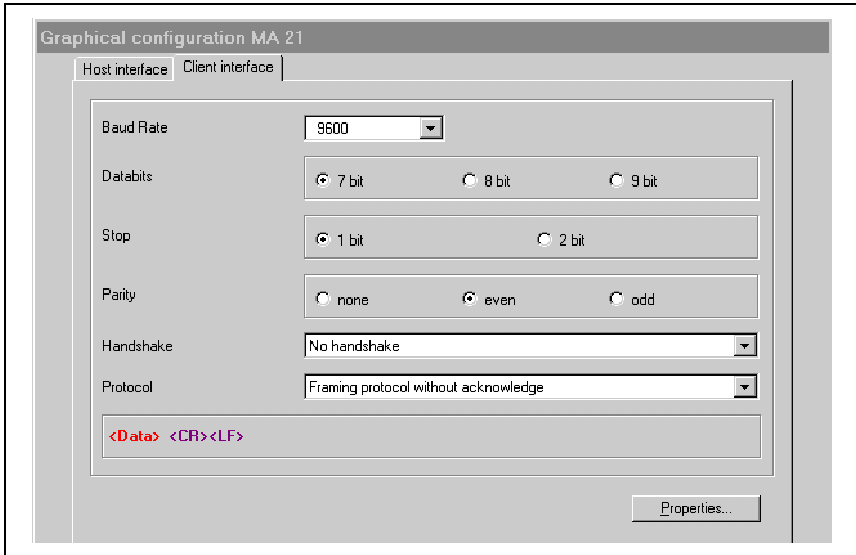 Graphical configuration MA 21
Host interface Client interface
Baud Rate 9600
Databits 7 bit 8 bit 9 bit
Stop 1 bit 2 bit
Parity none even odd
Handshake No handshake
Protocol Framing protocol without acknowledge
<Data> <CR><LF>
Properties...